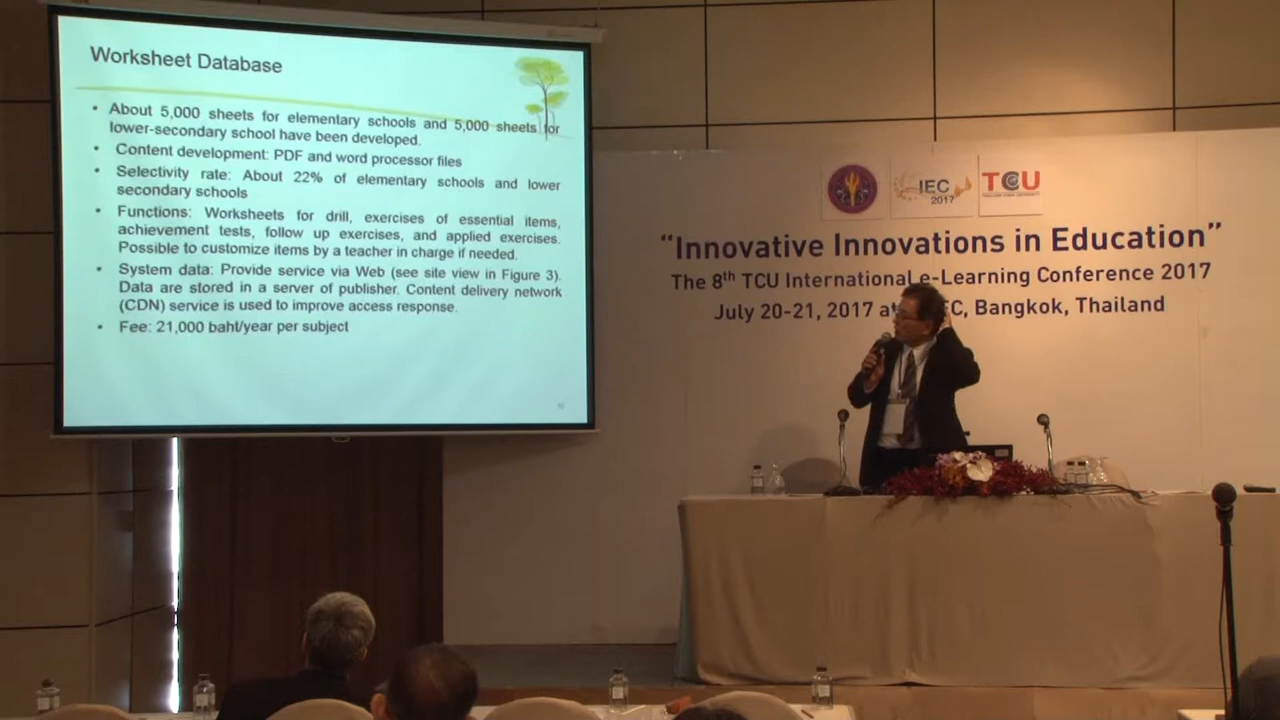 Worksheet Database
• About 5,000 sheets for elementary schools and 5,000 sheets for
lower-secondary school have been developed.
• Content development: PDF and word processor files
• Selectivity rate: About 22% of elementary schools and lower
secondary schools
• Functions: Worksheets for drill, exercises of essential items,
achievement tests, follow up exercises, and applied exercises.
Possible to customize items by a teacher in charge if needed.
• System data: Provide service via Web (see site view in Figure 3).
Data are stored in a server of publisher. Content delivery network
(CDN) service is used to improve access response.
• Fee: 21,000 baht/year per subject
IEC
2017
TCU
“Innovative Innovations in Education”
The 8th TCU International e-Learning Conference 2017
July 20-21, 2017 C, Bangkok, Thailand